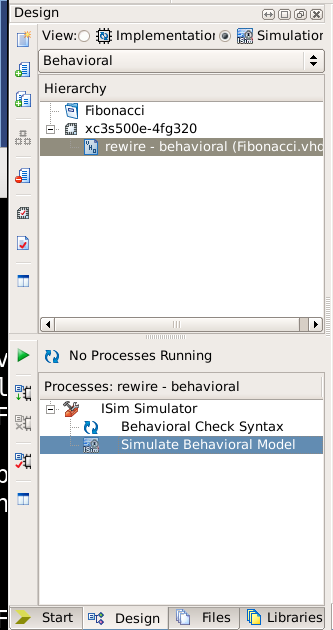 Design
View: Implementation Simulation
Behavioral
Hierarchy
Fibonacci
xc3s500e-4fg320
rewire - behavioral (Fibonacci.vhd
No Processes Running
Processes: rewire - behavioral
ISim Simulator
Behavioral Check Syntax
Simulate Behavioral Model
Start Design Files Libraries